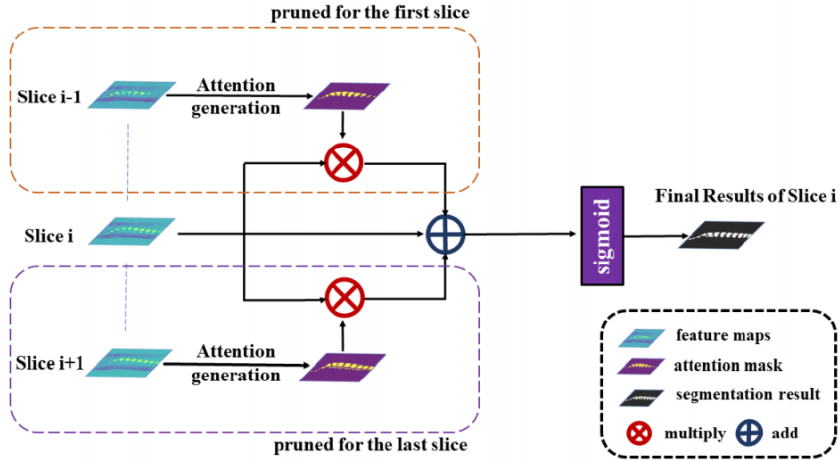 pruned for the first slice
Slice i-1
Attention
generation
Slice i
sigmoid
Final Results of Slice i
Slice i+1
Attention
generation
pruned for the last slice
feature maps
attention mask
segmentation result
multiply
add